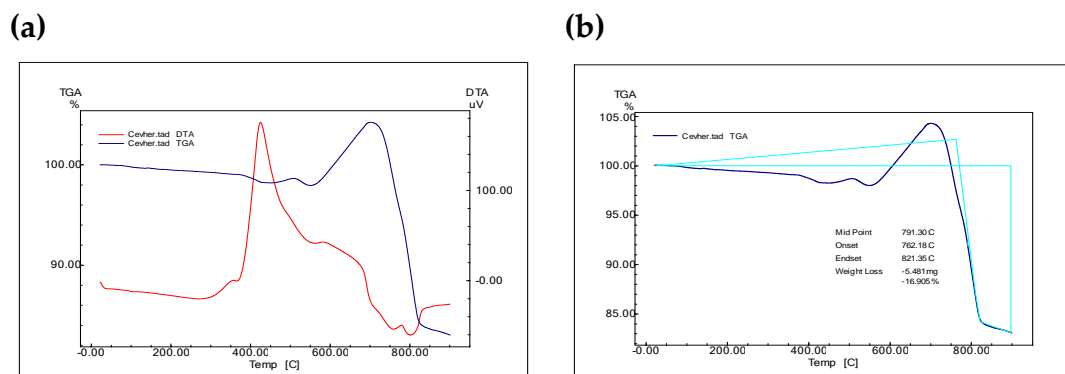 (a)
(b)
TGA
%
DTA
uV
Cevher.tad DTA
Cevher.tad TGA
100.00
90.00
100.00
-0.00
-0.00
200.00
400.00
600.00
800.00
Temp [C]
TGA
%
105.00
100.00
95.00
90.00
85.00
Cevher.tad TGA
Mid Point 791.30C
Onset 762.18C
Endset 821.35C
Weight Loss -5.481mg
-16.905%
-0.00
200.00
400.00
600.00
800.00
Temp [C]